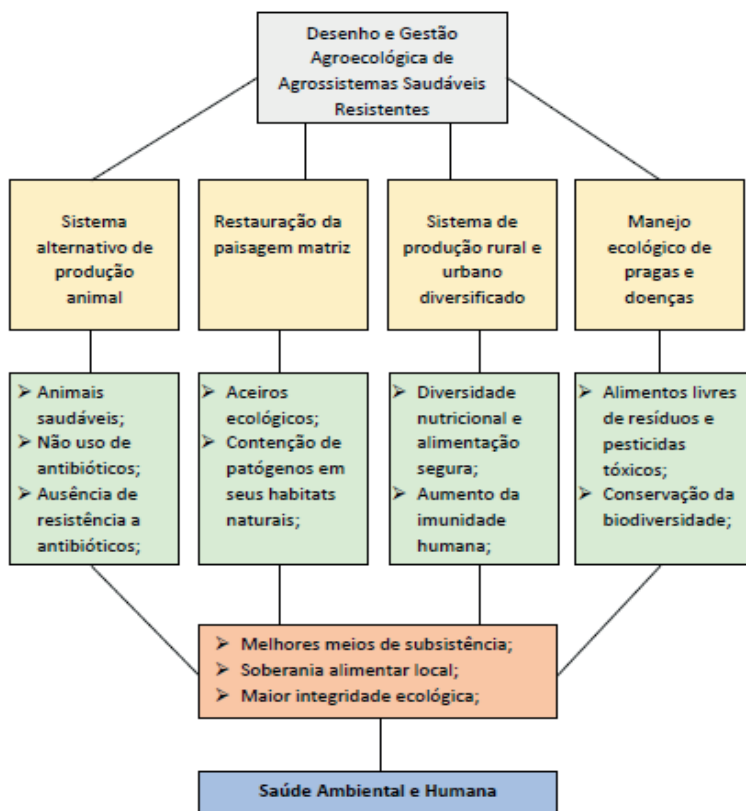 Desenho e Gestão
Agroecológica de
Agrossistemas Saudáveis
Resistentes
Sistema
alternativo de
produção
animal
Restauração da
paisagem matriz
Sistema de
produção rural e
urbano
diversificado
Manejo
ecológico de
pragas e
doenças
➢ Animais
saudáveis;
➢ Não uso de
antibióticos;
➢ Ausência de
resistência a
antibióticos;
➢ Aceiros
ecológicos;
➢ Contenção de
patógenos em
seus habitats
naturais;
➢ Diversidade
nutricional e
alimentação
segura;
➢ Aumento da
imunidade
humana;
➢ Alimentos livres
de resíduos e
pesticidas
tóxicos;
➢ Conservação da
biodiversidade;
➢ Melhores meios de subsistência;
➢ Soberania alimentar local;
➢ Maior integridade ecológica;
Saúde Ambiental e Humana